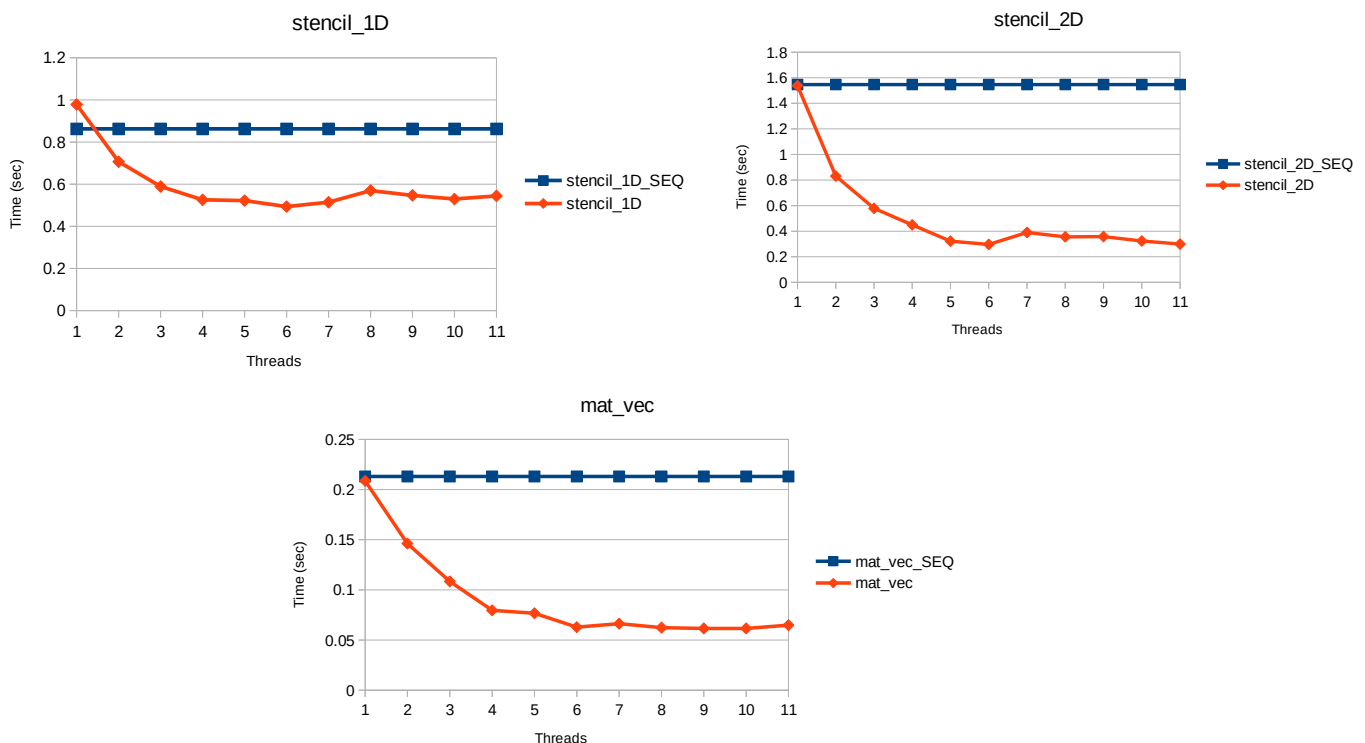 stencil_1D
1.2
1
0.8
0.6
0.4
0.2
0
Time (sec)
1 2 3 4 5 6 7 8 9 10 11
Threads
stencil_1D_SEQ
stencil_1D
stencil_2D
1.8
1.6
1.4
1.2
1
0.8
0.6
0.4
0.2
0
Time (sec)
1 2 3 4 5 6 7 8 9 10 11
Threads
stencil_2D_SEQ
stencil_2D
mat_vec
0.25
0.2
0.15
0.1
0.05
0
Time (sec)
1 2 3 4 5 6 7 8 9 10 11
Threads
mat_vec_SEQ
mat_vec